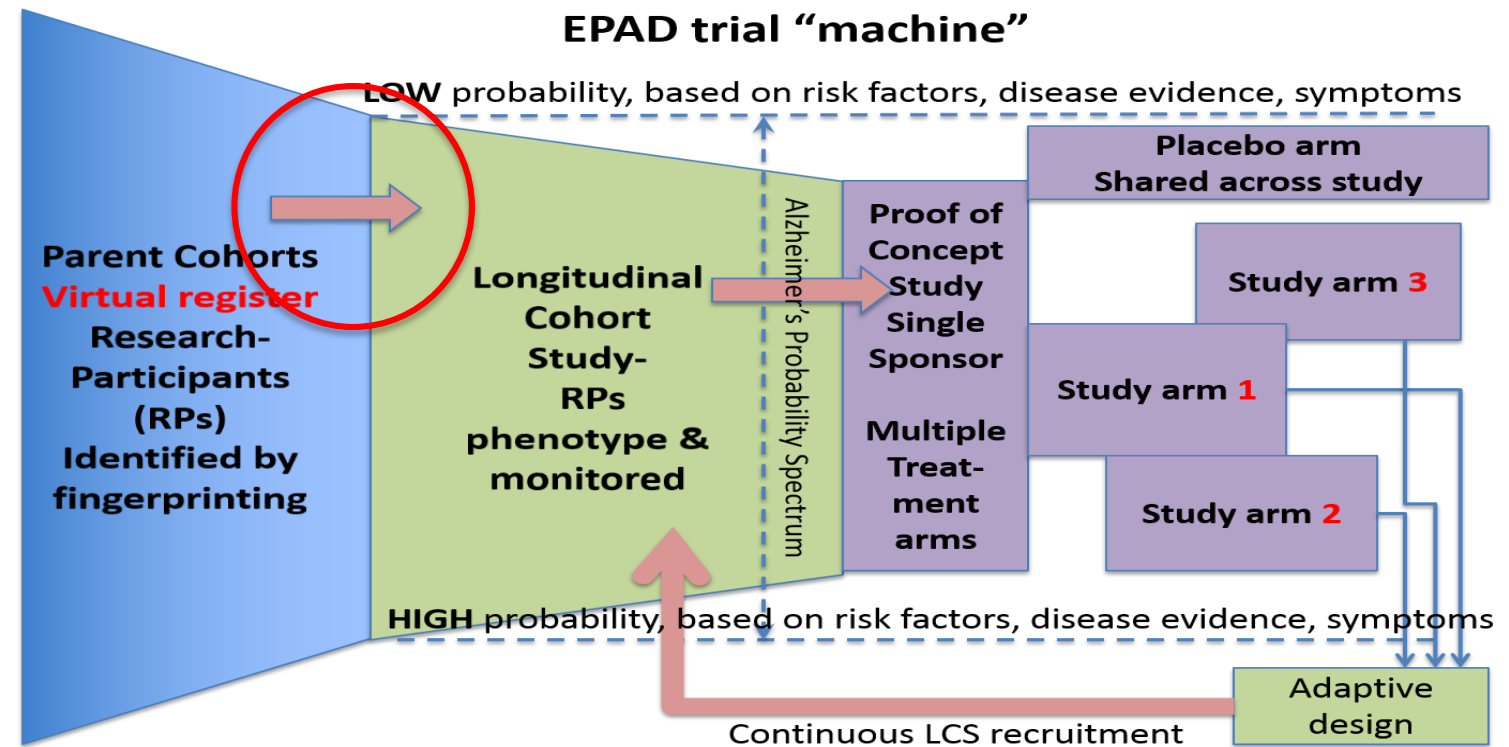 EPAD trial “machine”
LOW probability, based on risk factors, disease evidence, symptoms
Parent Cohorts
Virtual register
Research-
Participants
(RPs)
Identified by
fingerprinting
Longitudinal
Cohort
Study-
RPs
phenotype &
monitored
Alzheimer’s Probability Spectrum
Proof of
Concept
Study
Single
Sponsor
Multiple
Treat-
ment
arms
Placebo arm
Shared across study
Study arm 3
Study arm 1
Study arm 2
HIGH probability, based on risk factors, disease evidence, symptoms
Adaptive
design
Continuous LCS recruitment